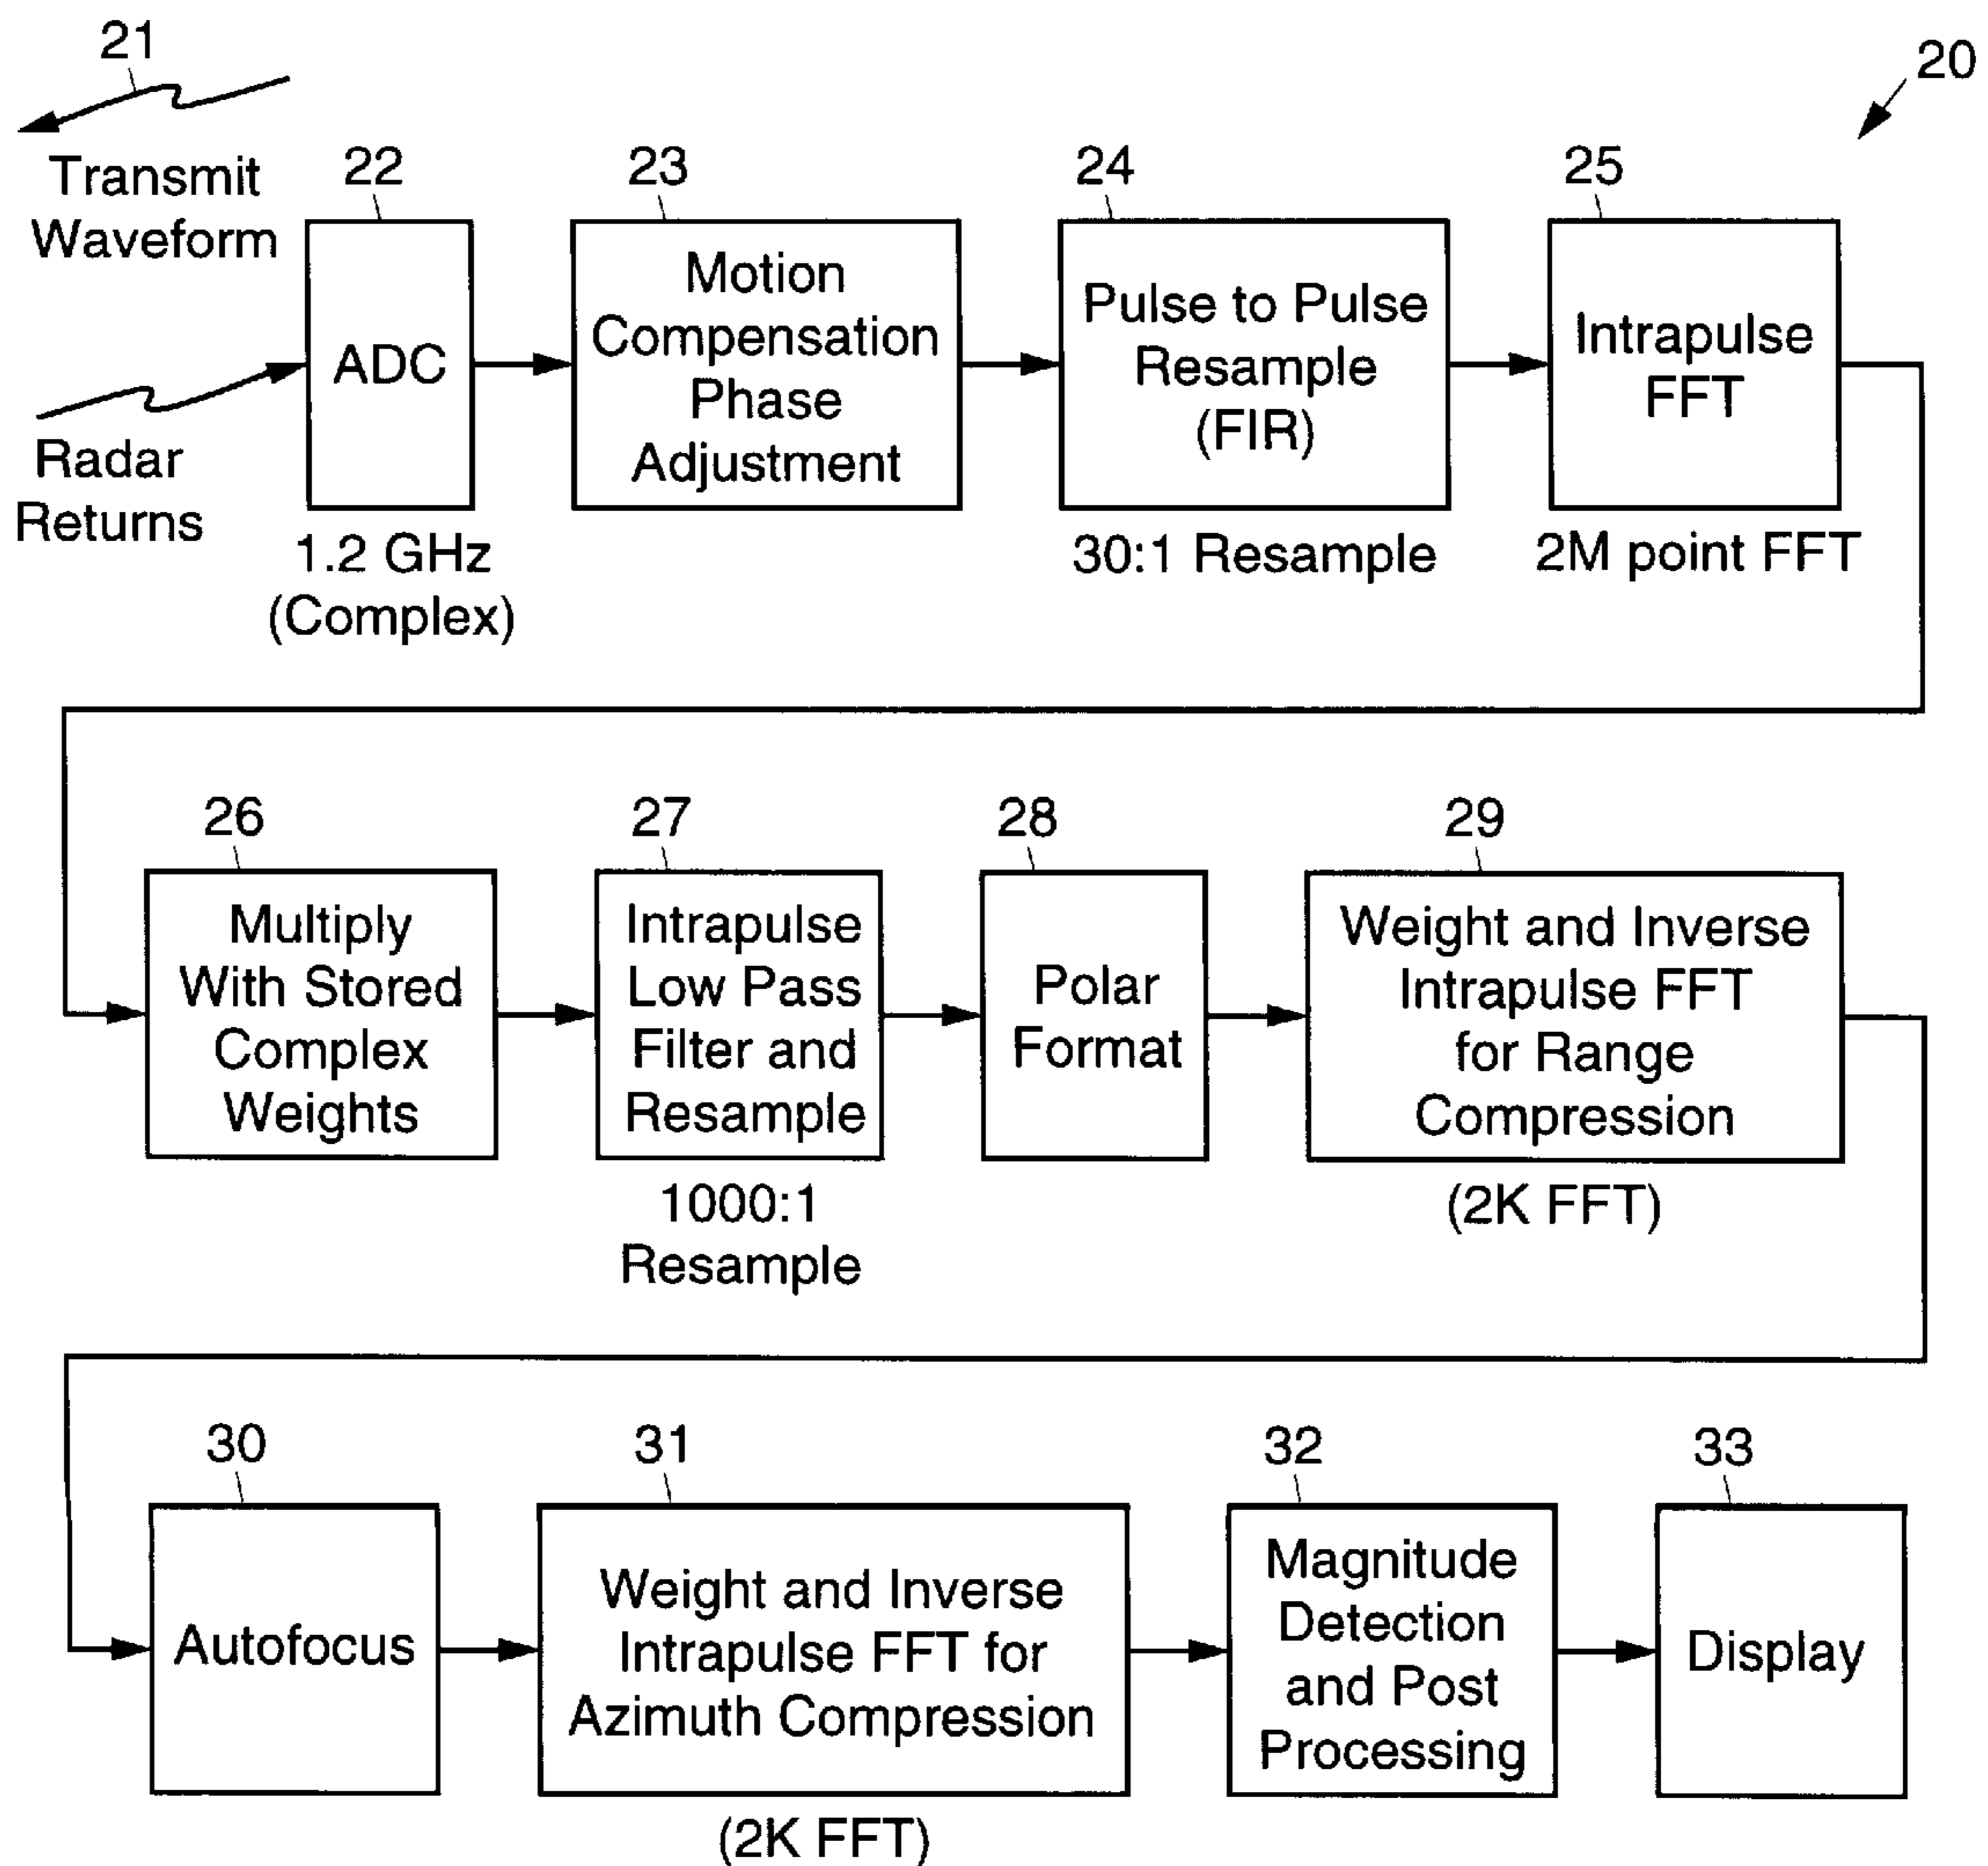 21
20
Transmit
Waveform
22
23
24
25
ADC
Motion
Compensation
Phase
Adjustment
Pulse to Pulse
Resample
(FIR)
Intrapulse
FFT
Radar
Returns
1.2 GHz
(Complex)
30:1 Resample
2M point FFT
26
27
28
29
Multiply
With Stored
Complex
Weights
Intrapulse
Low Pass
Filter and
Resample
Polar
Format
Weight and Inverse
Intrapulse FFT
for Range
Compression
1000:1
Resample
(2K FFT)
30
31
32
33
Autofocus
Weight and Inverse
Intrapulse FFT for
Azimuth Compression
Magnitude
Detection
and Post
Processing
Display
(2K FFT)